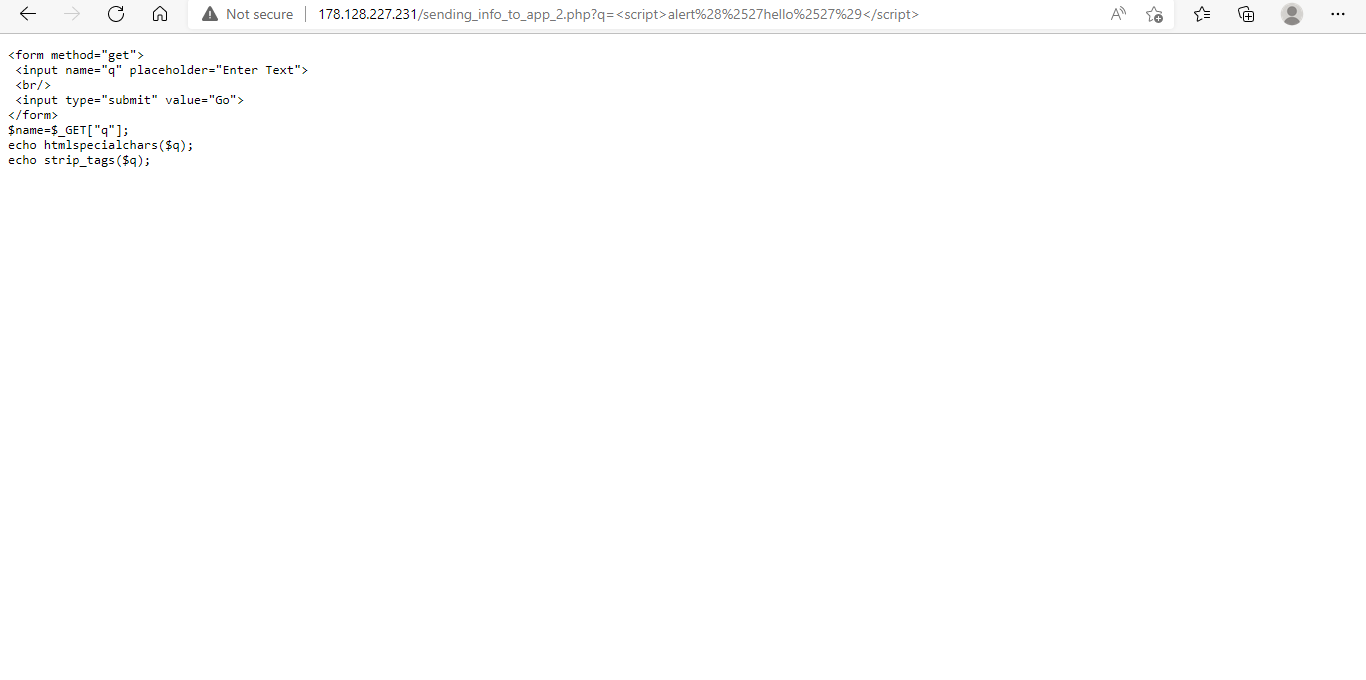 Not secure 178.128.227.231/sending_info_to_app_2.php?q=<script>alert%28%2527hello%2527%29</script>
<form method="get">
<input name="q" placeholder="Enter Text">
<br/>
<input type="submit" value="Go">
</form>
$name=$_GET["q"];
echo htmlspecialchars($q);
echo strip_tags($q);